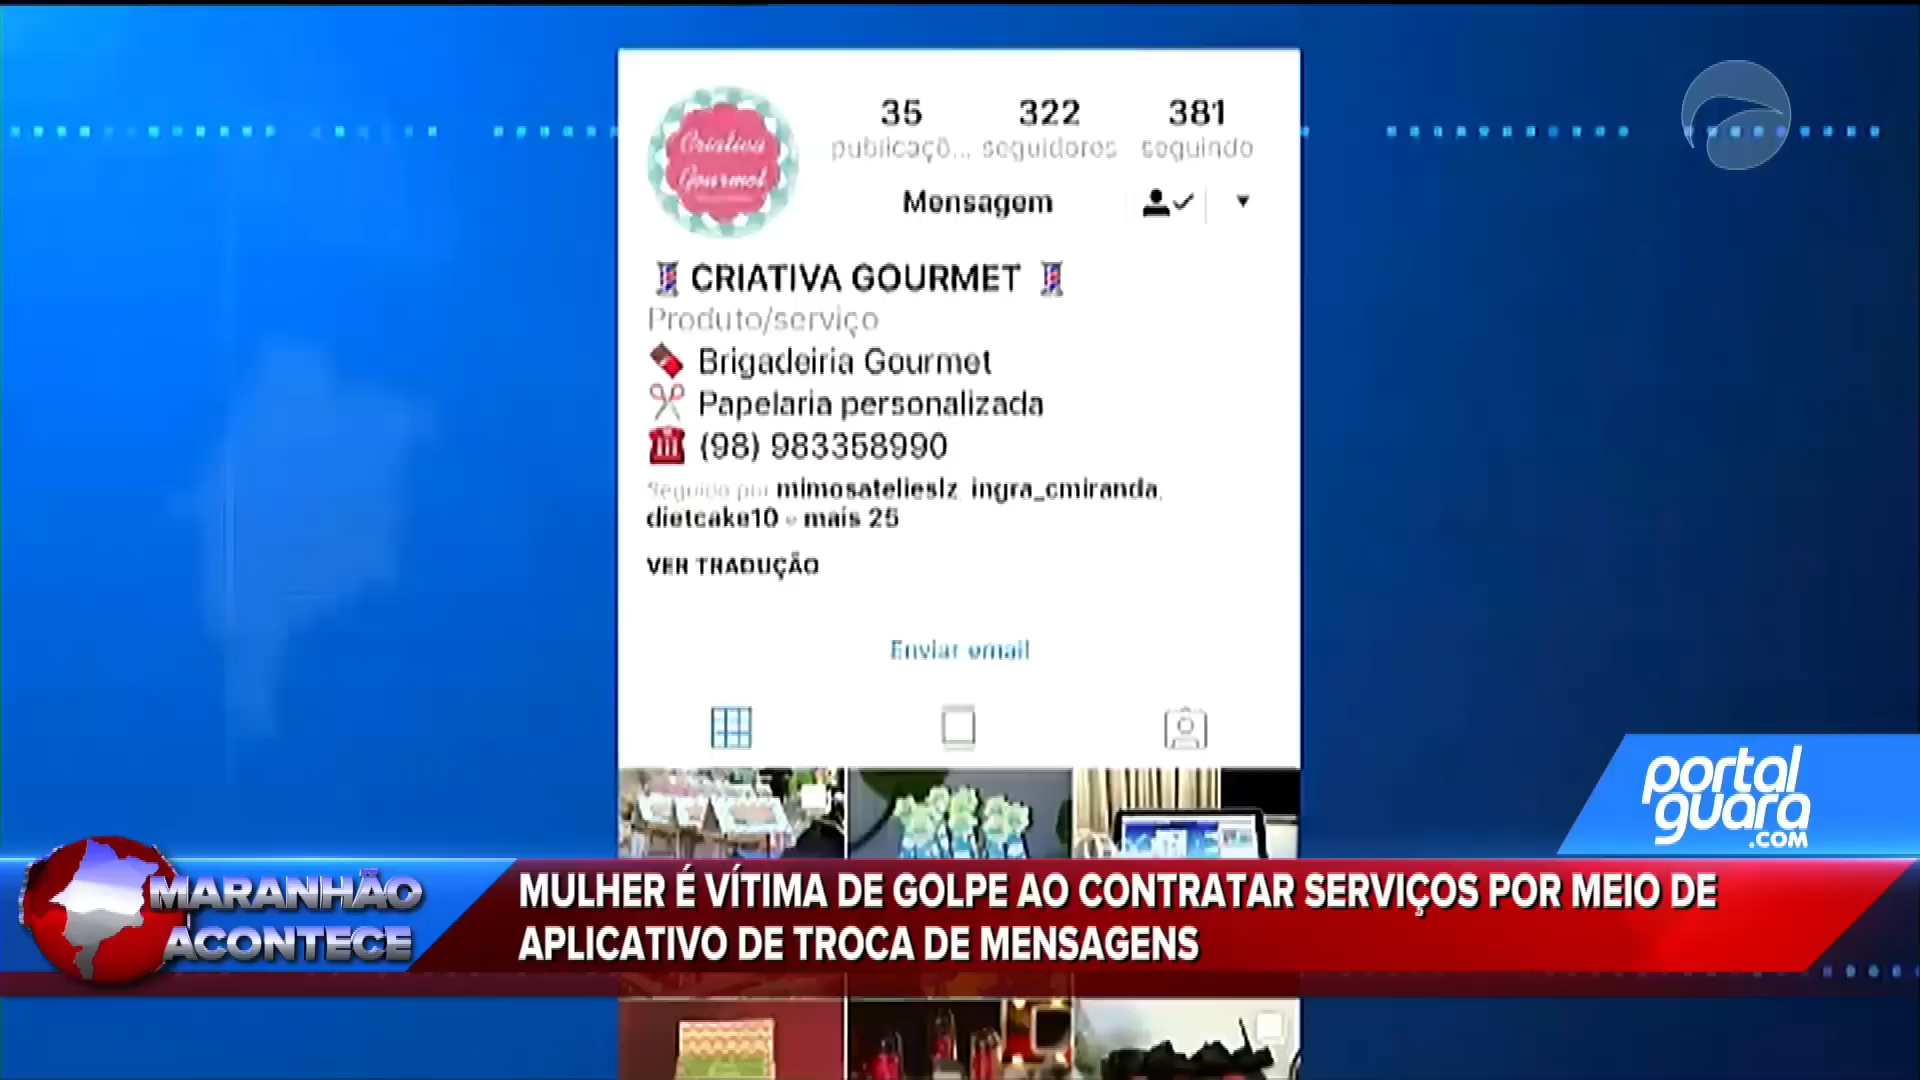 Criativa
Gourmet
35 322 381
publicaçõ... seguidores seguindo
Mensagem
CRIATIVA GOURMET
Produto/serviço
Brigadeiria Gourmet
Papelaria personalizada
(98) 983358990
Seguido por mimosatelieslz, ingra_cmiranda,
dietcake10 e mais 25
VER TRADUÇÃO
Enviar email
portal
guara
.COM
MARANHÃO
ACONTECE
MULHER É VÍTIMA DE GOLPE AO CONTRATAR SERVIÇOS POR MEIO DE
APLICATIVO DE TROCA DE MENSAGENS